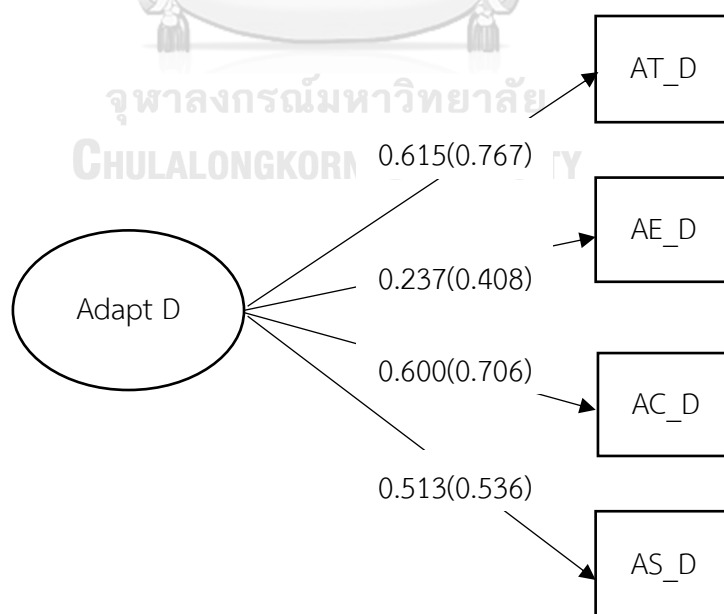 จุฬาลงกรณ์มหาวิทยาลัย
CHULALONGKORN
TY
AT_D
0.615(0.767)
AE_D
0.237(0.408)
Adapt D
0.600(0.706)
AC_D
0.513(0.536)
AS_D